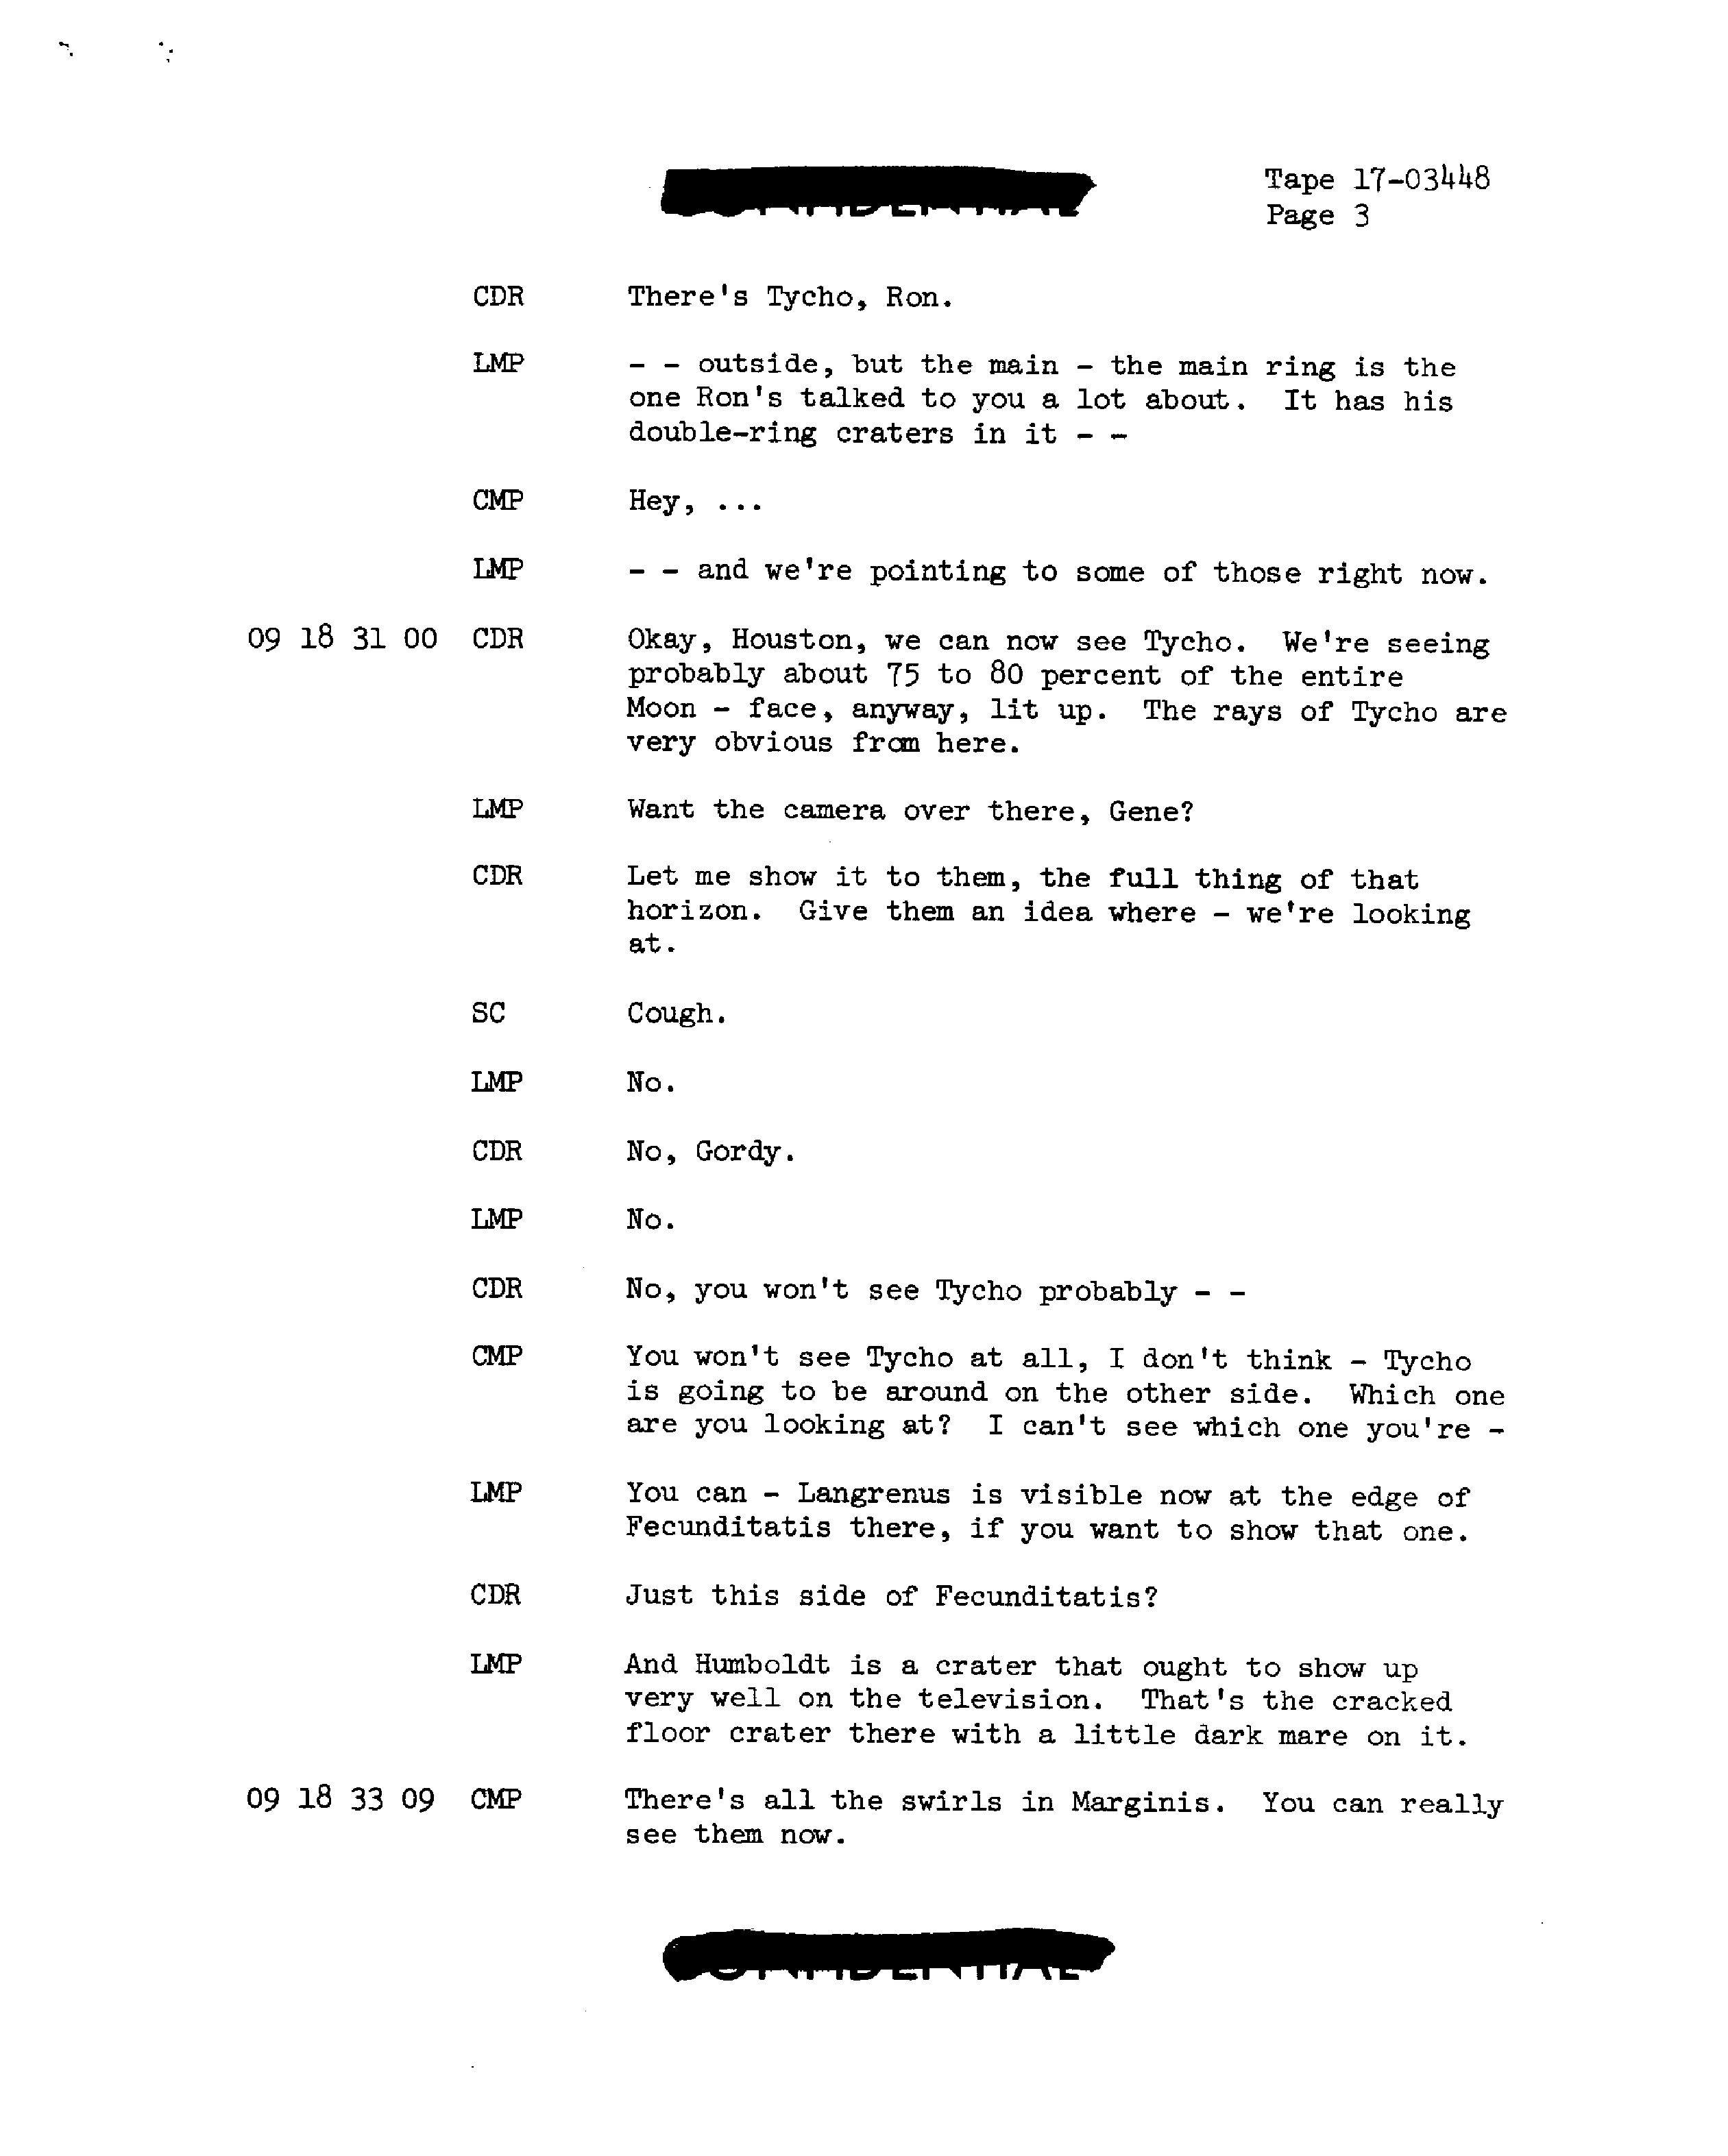 Tape 17-03448
Page 3
CDR There's Tycho, Ron.
LMP - - outside, but the main - the main ring is the
one Ron's talked to you a lot about. It has his
double-ring craters in it - -
CMP Hey, ...
LMP - - and we're pointing to some of those right now.
09 18 31 00 CDR Okay, Houston, we can now see Tycho. We're seeing
probably about 75 to 80 percent of the entire
Moon - face, anyway, lit up. The rays of Tycho are
very obvious from here.
LMP Want the camera over there, Gene?
CDR Let me show it to them, the full thing of that
horizon. Give them an idea where - we're looking
at.
SC Cough.
LMP No.
CDR No, Gordy.
LMP No.
CDR No, you won't see Tycho probably - -
CMP You won't see Tycho at all, I don't think - Tycho
is going to be around on the other side. Which one
are you looking at? I can't see which one you're -
LMP You can - Langrenus is visible now at the edge of
Fecunditatis there, if you want to show that one.
CDR Just this side of Fecunditatis?
LMP And Humboldt is a crater that ought to show up
very well on the television. That's the cracked
floor crater there with a little dark mare on it.
09 18 33 09 CMP There's all the swirls in Marginis. You can really
see them now.